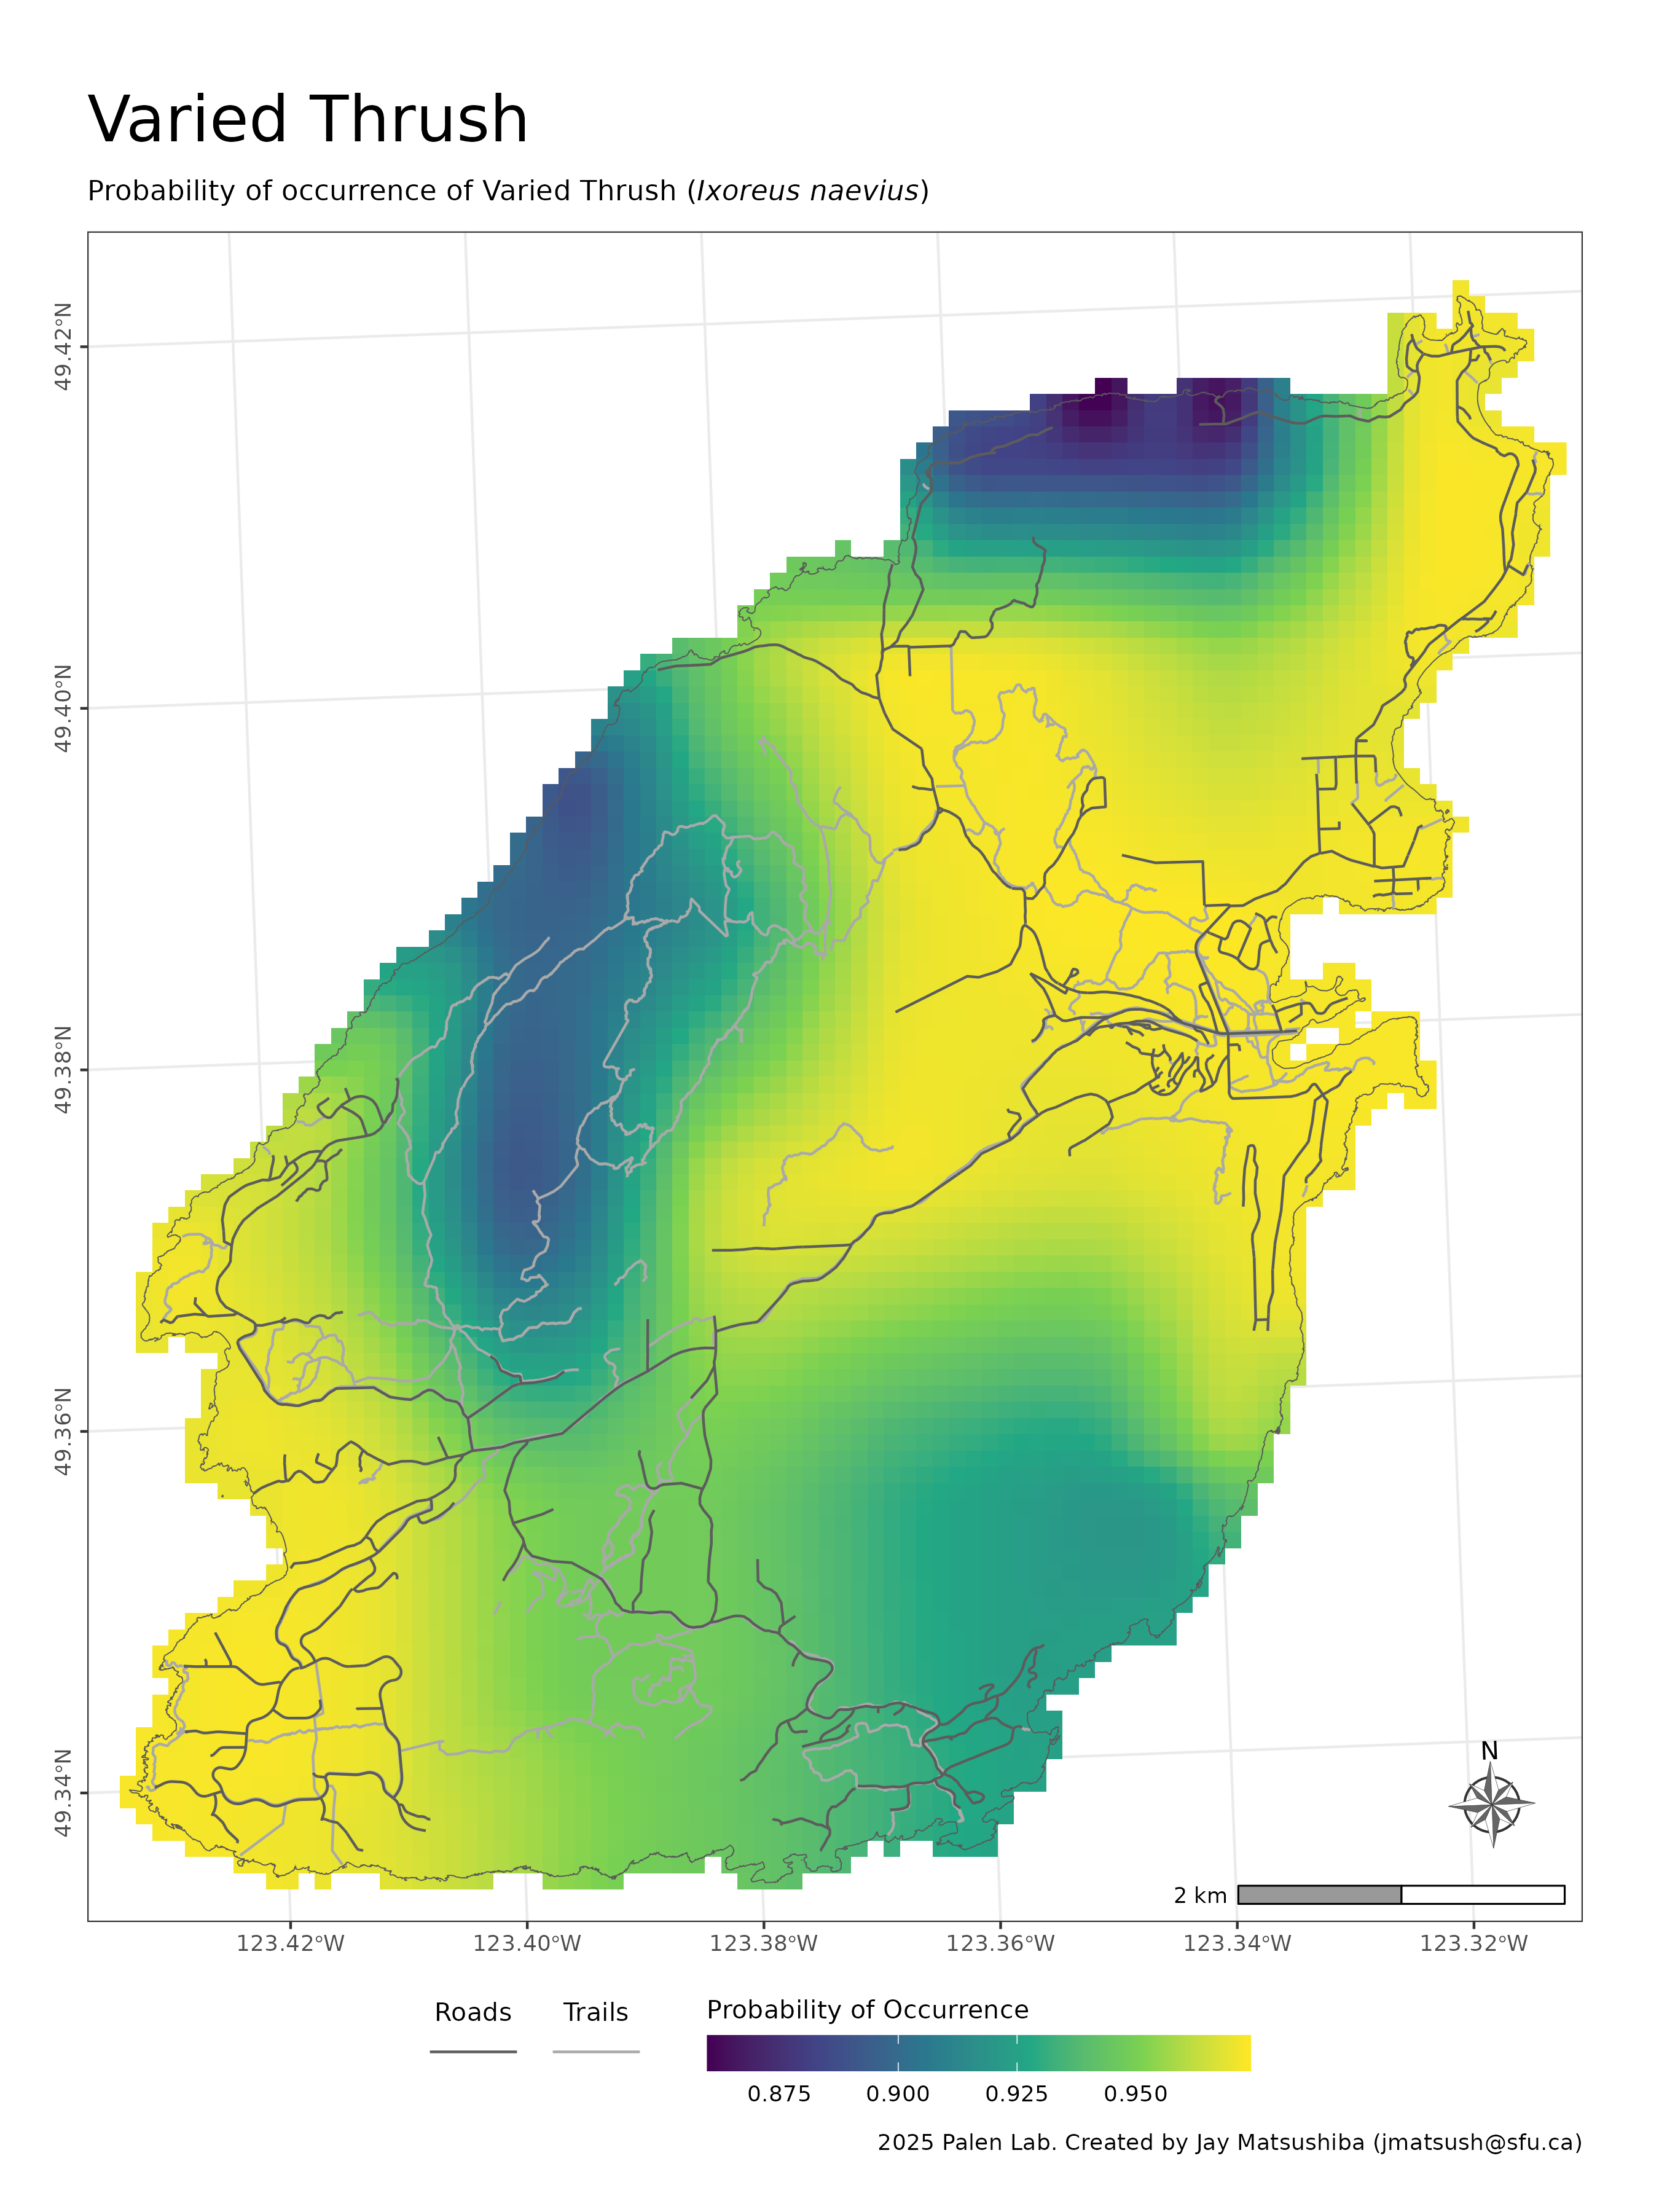 Varied Thrush
Probability of occurrence of Varied Thrush (Ixoreus naevius)
49.42°N
49.40°N
49.38°N
49.36°N
49.34°N
N
2 km
123.42°W 123.40°W 123.38°W 123.36°W 123.34°W 123.32°W
Roads Trails Probability of Occurrence
0.875 0.900 0.925 0.950
2025 Palen Lab. Created by Jay Matsushiba (jmatsush@sfu.ca)